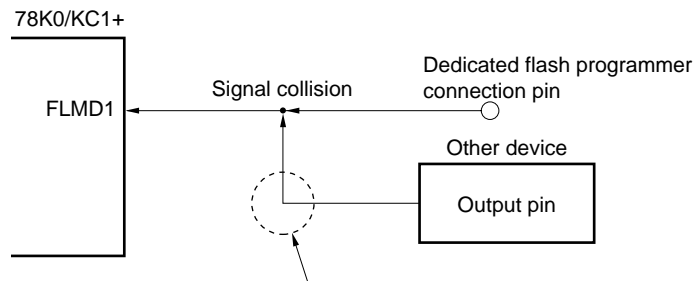 78K0/KC1+
Dedicated flash programmer
connection pin
Signal collision
FLMD1
Other device
Output pin